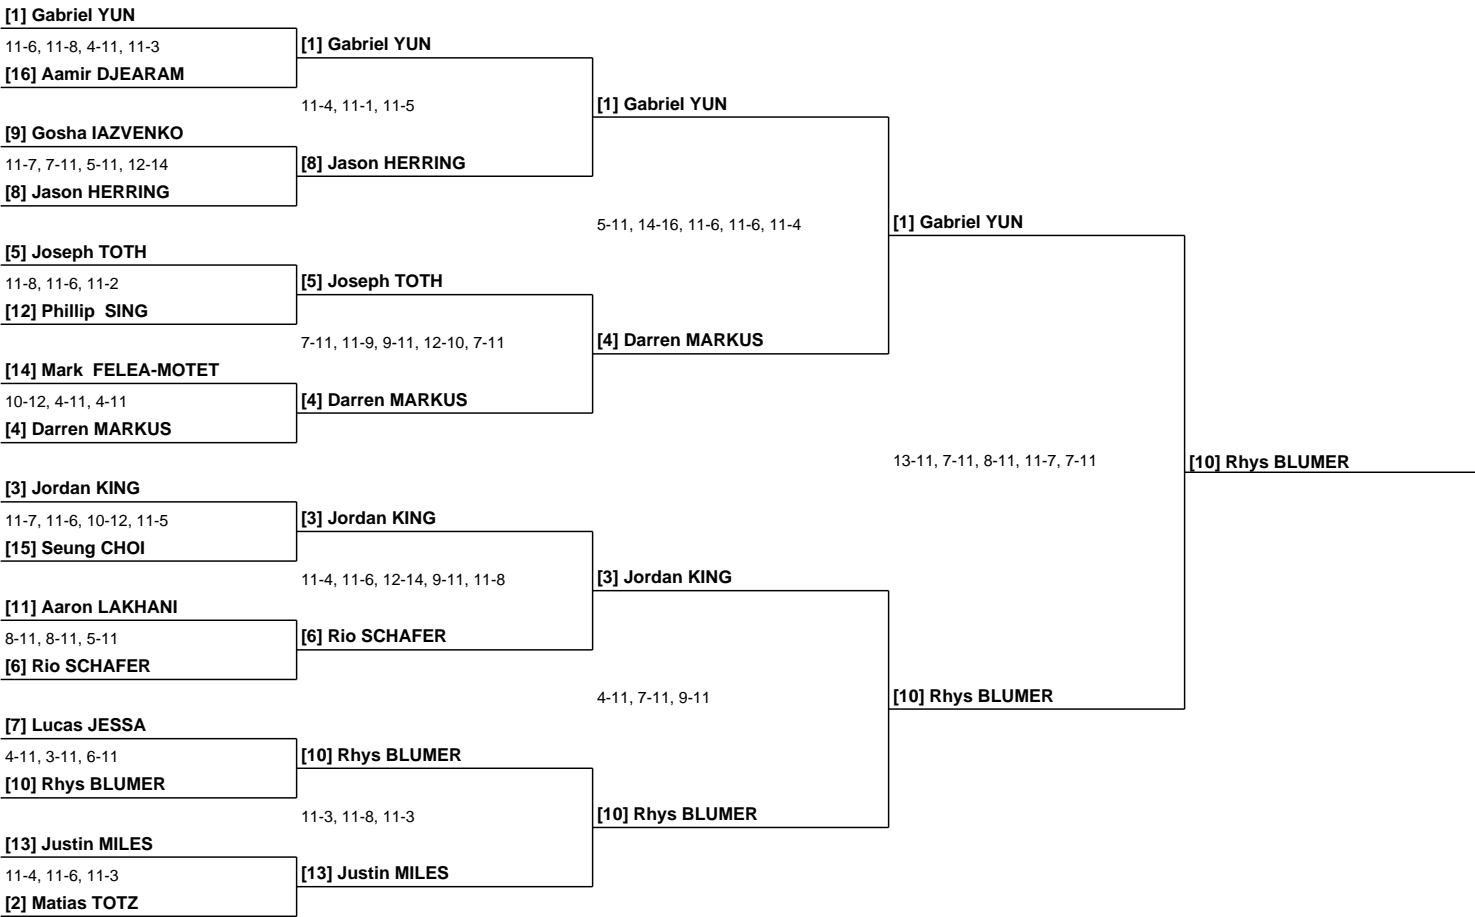 [1] Gabriel YUN
11-6, 11-8, 4-11, 11-3
[16] Aamir DJEARAM
[9] Gosha IAZVENKO
11-7, 7-11, 5-11, 12-14
[8] Jason HERRING
[5] Joseph TOTH
11-8, 11-6, 11-2
[12] Phillip  SING
[14] Mark  FELEA-MOTET
10-12, 4-11, 4-11
[4] Darren MARKUS
[3] Jordan KING
11-7, 11-6, 10-12, 11-5
[15] Seung CHOI
[11] Aaron LAKHANI
8-11, 8-11, 5-11
[6] Rio SCHAFER
[7] Lucas JESSA
4-11, 3-11, 6-11
[10] Rhys BLUMER
[13] Justin MILES
11-4, 11-6, 11-3
[2] Matias TOTZ
[1] Gabriel YUN
11-4, 11-1, 11-5
[8] Jason HERRING
[5] Joseph TOTH
7-11, 11-9, 9-11, 12-10, 7-11
[4] Darren MARKUS
[3] Jordan KING
11-4, 11-6, 12-14, 9-11, 11-8
[6] Rio SCHAFER
[10] Rhys BLUMER
11-3, 11-8, 11-3
[13] Justin MILES
[1] Gabriel YUN
5-11, 14-16, 11-6, 11-6, 11-4
[4] Darren MARKUS
[3] Jordan KING
4-11, 7-11, 9-11
[10] Rhys BLUMER
[1] Gabriel YUN
13-11, 7-11, 8-11, 11-7, 7-11
[10] Rhys BLUMER
[10] Rhys BLUMER